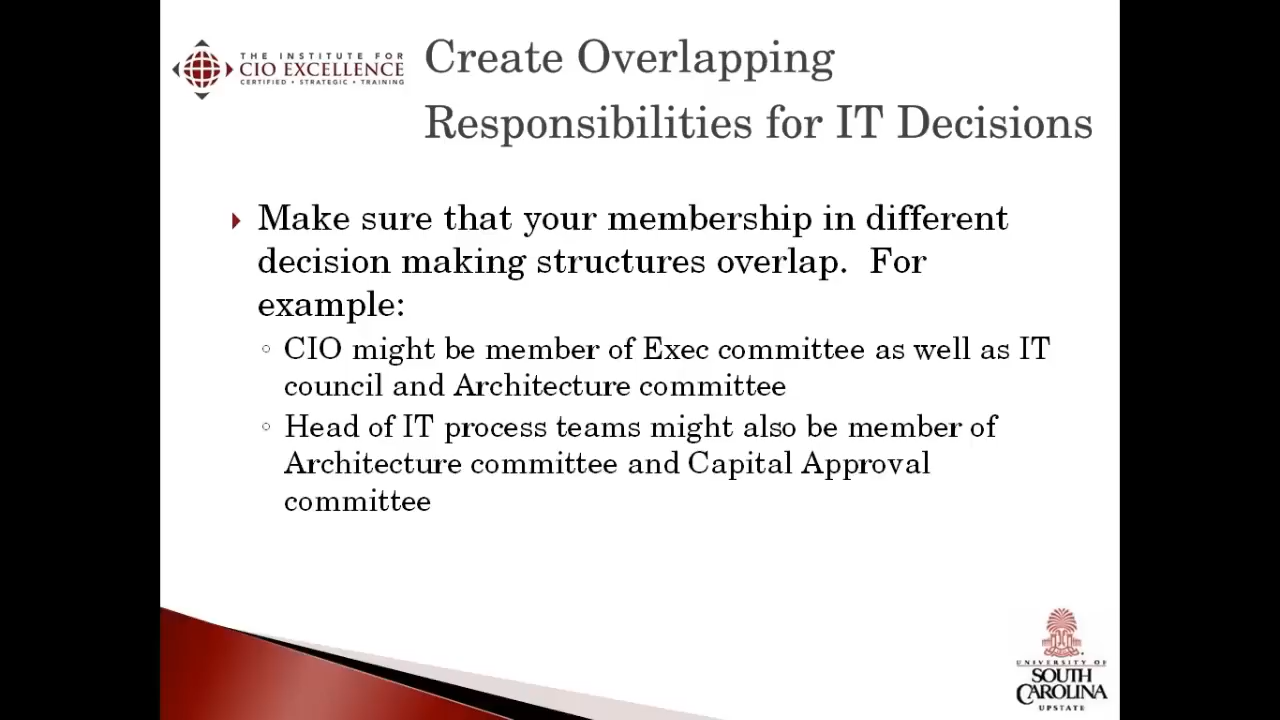 THE INSTITUTE FOR
CIO EXCELLENCE
CERTIFIED • STRATEGIC • TRAINING
Create Overlapping
Responsibilities for IT Decisions
Make sure that your membership in different
decision making structures overlap.  For
example:
CIO might be member of Exec committee as well as IT
council and Architecture committee
Head of IT process teams might also be member of
Architecture committee and Capital Approval
committee
UNIVERSITY OF
SOUTH
CAROLINA
UPSTATE